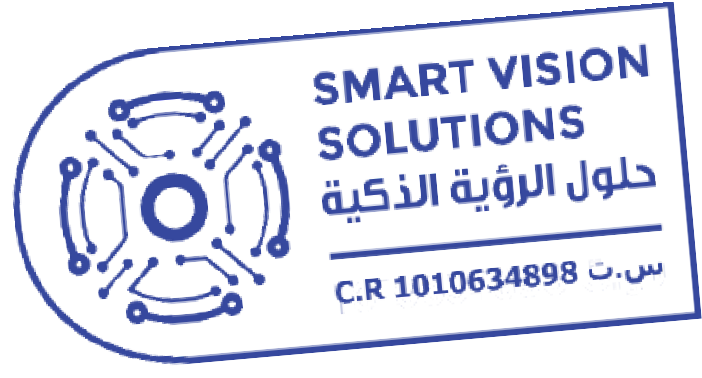 SMART VISION
SOLUTIONS
حلول الرؤية الذكية
C.R 1010634898 س.ت